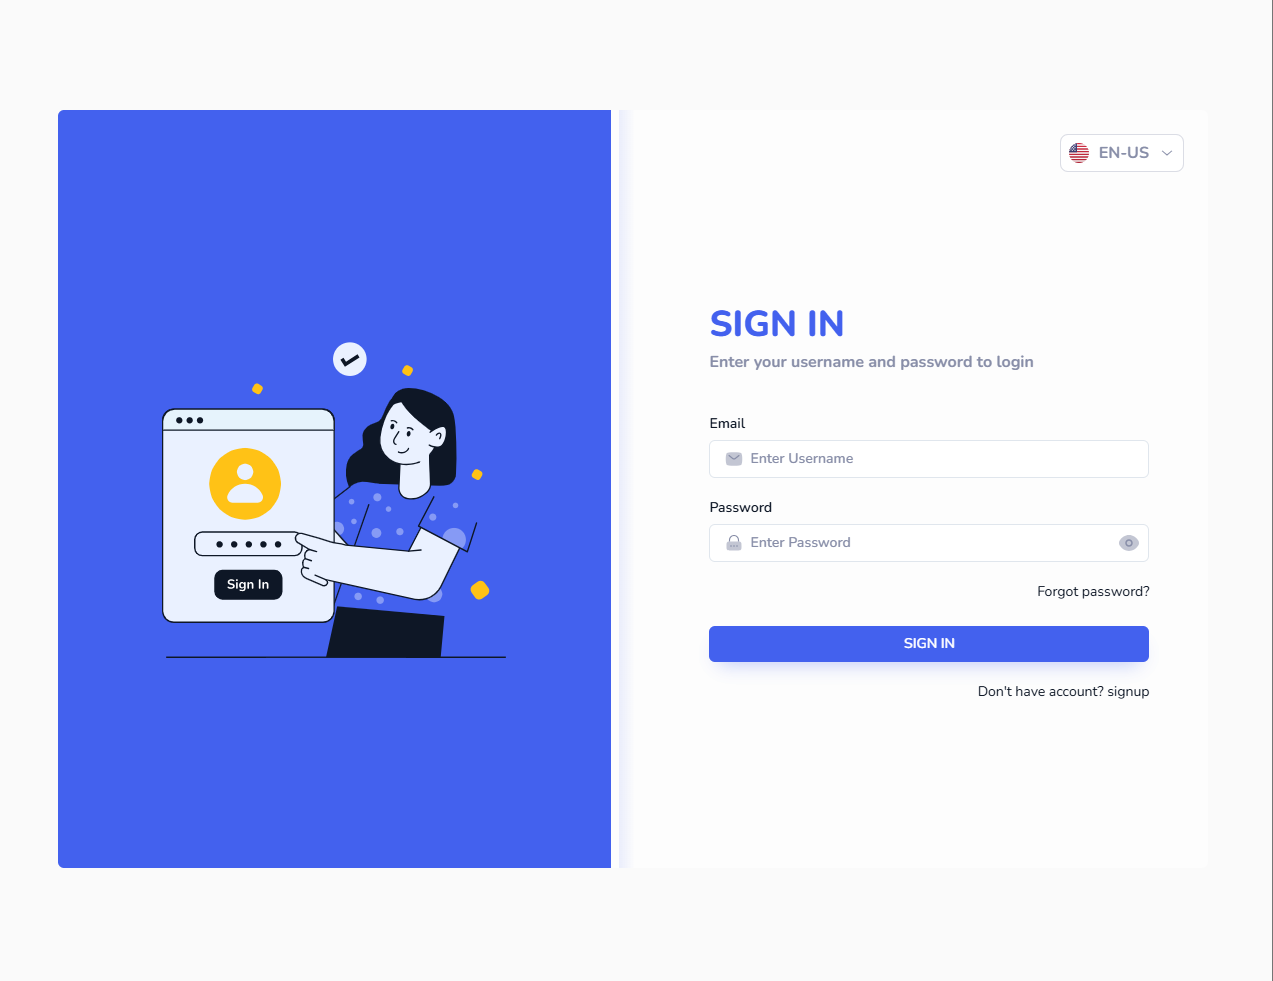 EN-US
SIGN IN
Enter your username and password to login
Email
Enter Username
Password
Enter Password
Forgot password?
SIGN IN
Don't have account? signup
Sign In